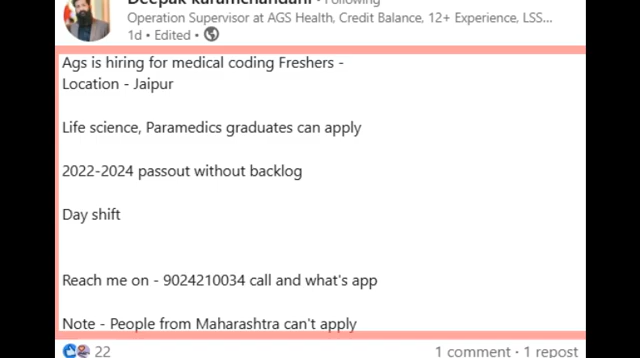 Operation Supervisor at AGS Health, Credit Balance, 12+ Experience, LSS...
1d • Edited •
Ags is hiring for medical coding Freshers -
Location - Jaipur
Life science, Paramedics graduates can apply
2022-2024 passout without backlog
Day shift
Reach me on - 9024210034 call and what's app
Note - People from Maharashtra can't apply
22
1 comment • 1 repost